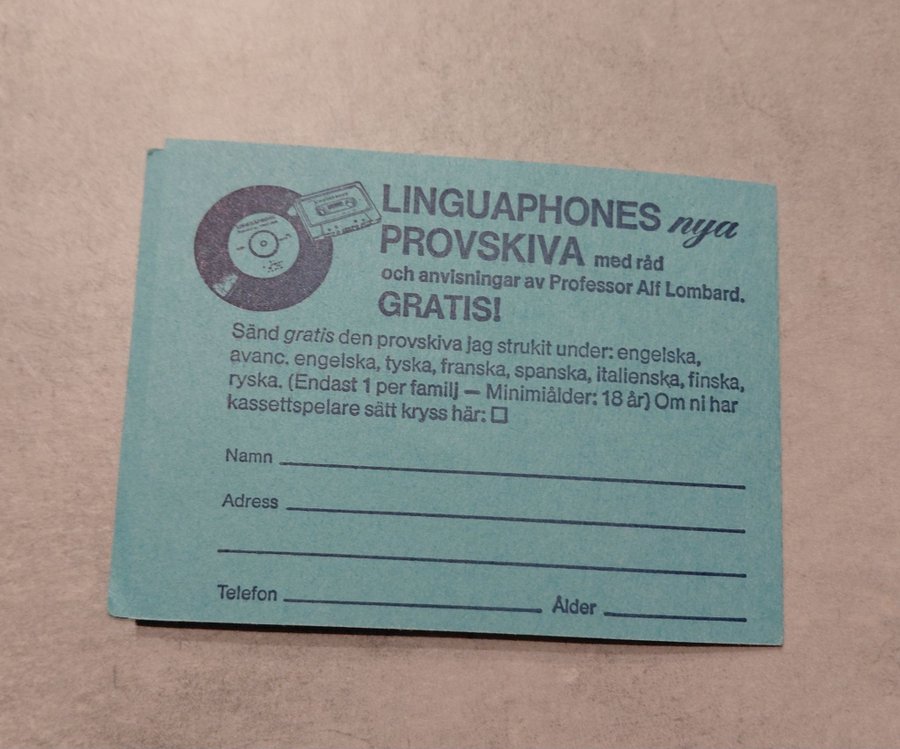 LINGUAPHONES nya
PROVSKIVA med råd
och anvisningar av Professor Alf Lombard.
GRATIS!
Sänd gratis den provskiva jag strukit under: engelska,
avanc. engelska, tyska, franska, spanska, italienska, finska,
ryska. (Endast 1 per familj — Minimiålder: 18 år) Om ni har
kassettspelare sätt kryss här: ☐
Namn
Adress
Telefon Ålder
LINGUAPHONE